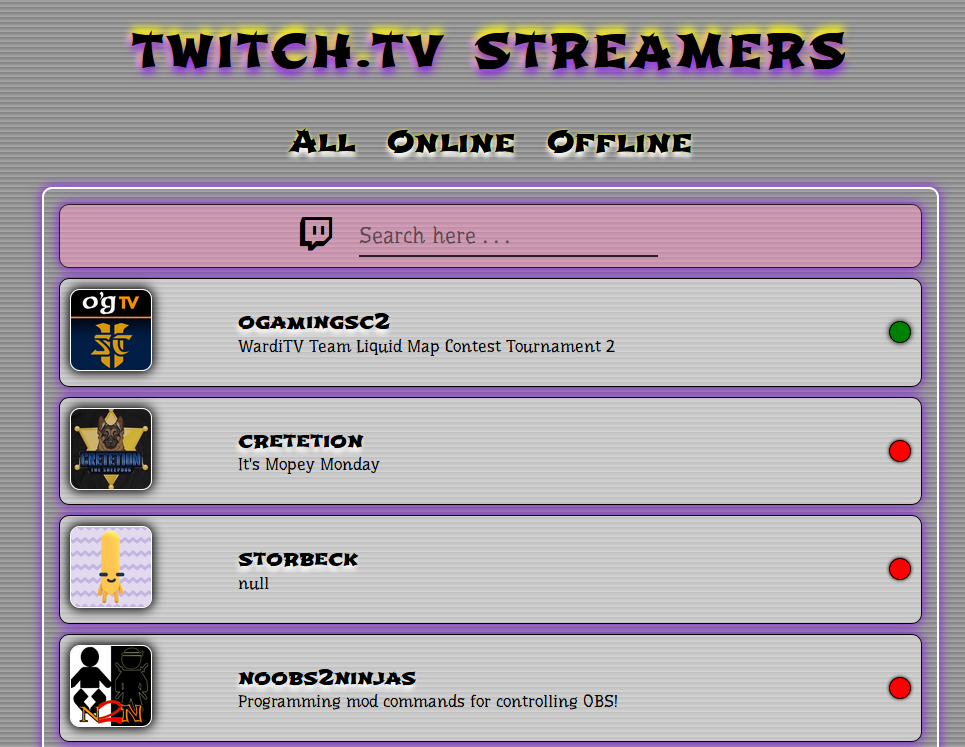 TWITCH.TV STREAMERS
ALL ONLINE OFFLINE
Search here . . .
O'G TV
SC
OGAMINGSC2
WardiTV Team Liquid Map Contest Tournament 2
CRETETION
THE SHEEPDOG
CRETETION
It's Mopey Monday
STORBECK
null
N2N
NOOBS2NINJAS
Programming mod commands for controlling OBS!